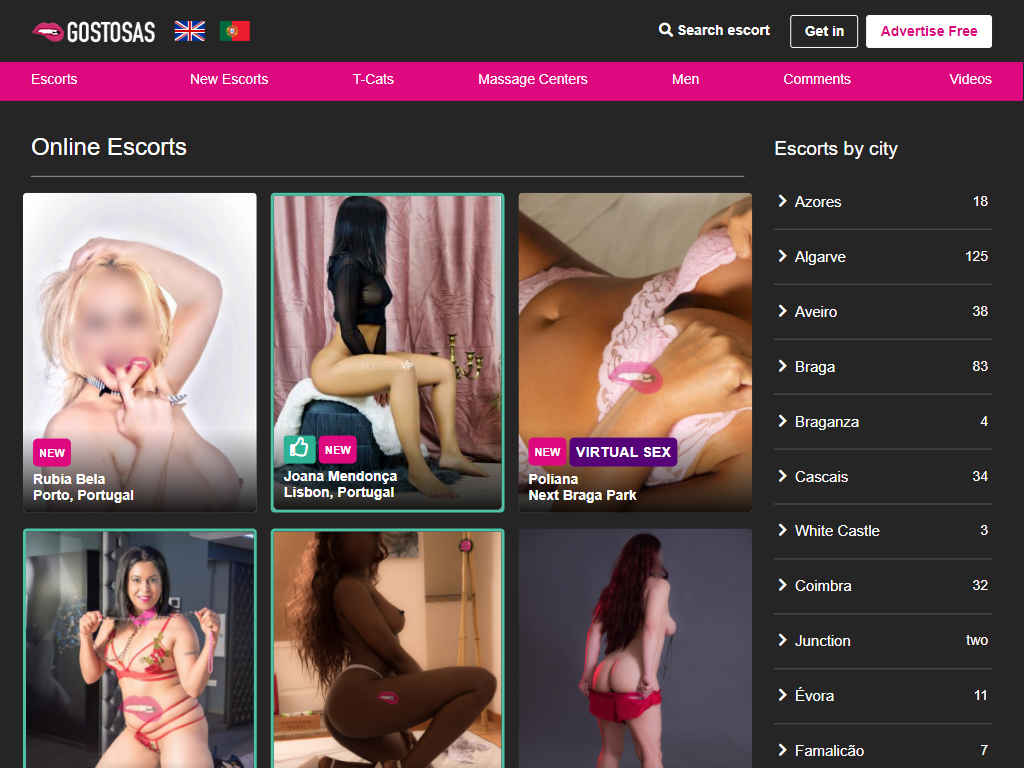 GOSTOSAS
Search escort
Get in
Advertise Free
Escorts
New Escorts
T-Cats
Massage Centers
Men
Comments
Videos
Online Escorts
NEW
Rubia Bela
Porto, Portugal
NEW
Joana Mendonça
Lisbon, Portugal
NEW VIRTUAL SEX
Poliana
Next Braga Park
Escorts by city
Azores 18
Algarve 125
Aveiro 38
Braga 83
Braganza 4
Cascais 34
White Castle 3
Coimbra 32
Junction two
Évora 11
Famalicão 7